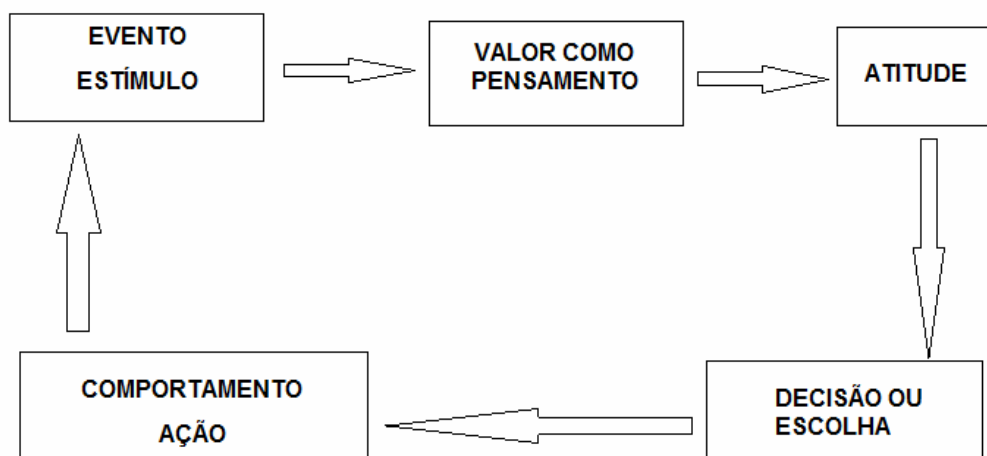 EVENTO
ESTÍMULO
VALOR COMO
PENSAMENTO
ATITUDE
DECISÃO OU
ESCOLHA
COMPORTAMENTO
AÇÃO